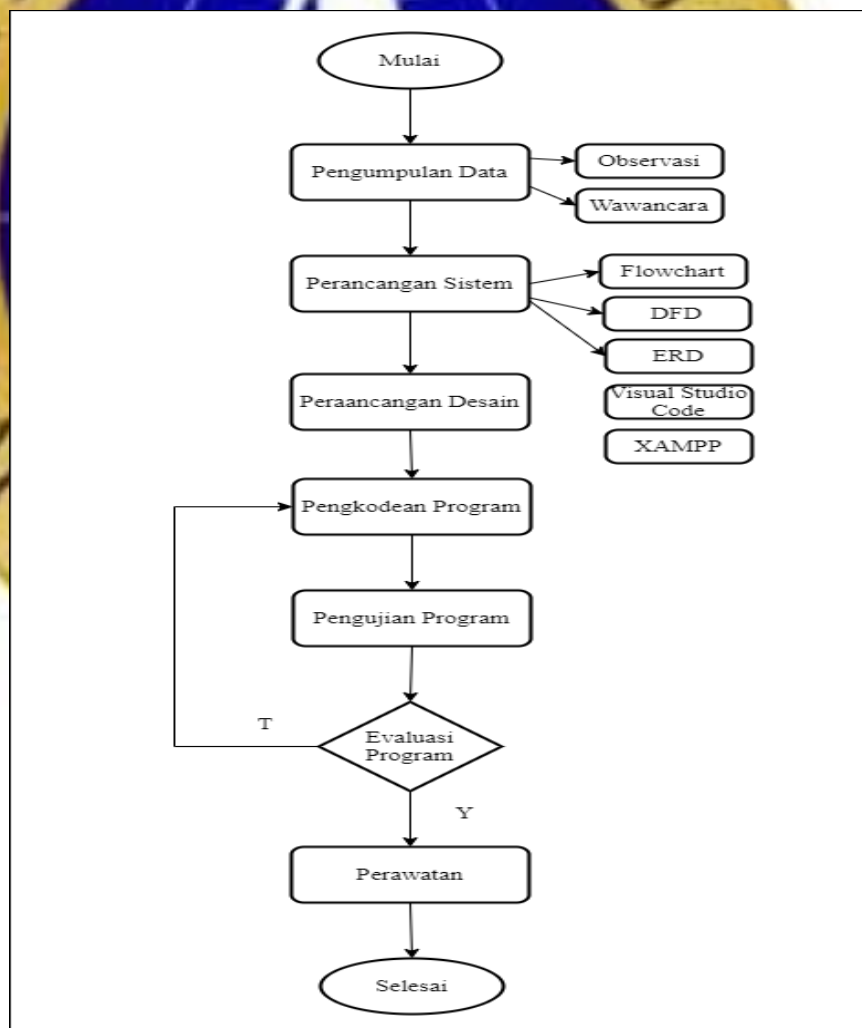 Mulai
Pengumpulan Data
Observasi
Wawancara
Perancangan Sistem
Flowchart
DFD
ERD
Peraancangan Desain
Visual Studio
Code
XAMPP
Pengkodean Program
Pengujian Program
T
Evaluasi
Program
Y
Perawatan
Selesai